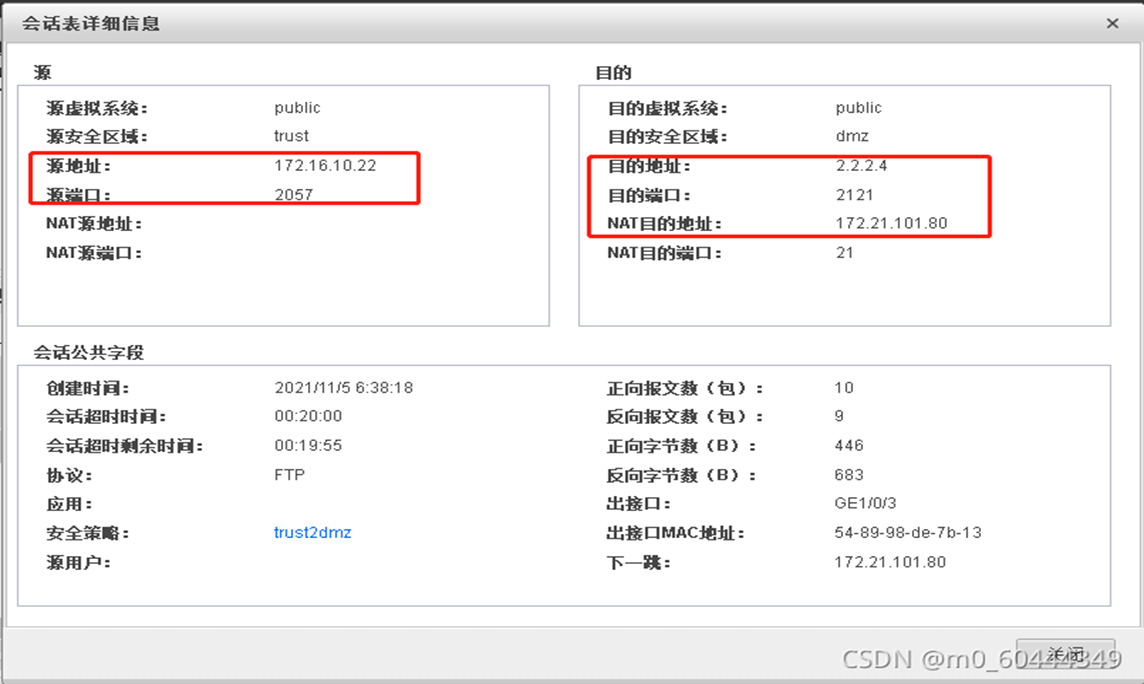 会话表详细信息
源
源虚拟系统： public
源安全区域： trust
源地址： 172.16.10.22
源端口： 2057
NAT源地址：
NAT源端口：
目的
目的虚拟系统： public
目的安全区域： dmz
目的地址： 2.2.2.4
目的端口： 2121
NAT目的地址： 172.21.101.80
NAT目的端口： 21
会话公共字段
创建时间： 2021/11/5 6:38:18
会话超时时间： 00:20:00
会话超时剩余时间： 00:19:55
协议： FTP
应用：
安全策略： trust2dmz
源用户：
正向报文数（包）： 10
反向报文数（包）： 9
正向字节数（B）： 446
反向字节数（B）： 683
出接口： GE1/0/3
出接口MAC地址： 54-89-98-de-7b-13
下一跳： 172.21.101.80
关闭
CSDN @m0_60444349